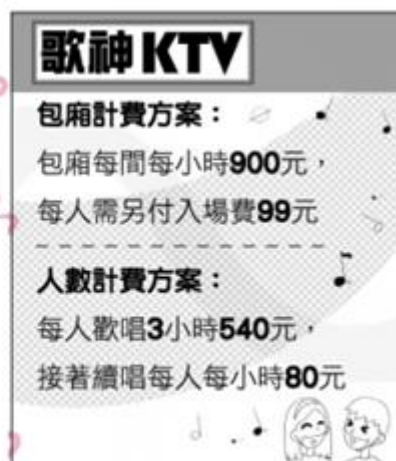 歌神KTV
包廂計費方案：
包廂每間每小時900元，
每人需另付入場費99元
人數計費方案：
每人歡唱3小時540元，
接著續唱每人每小時80元